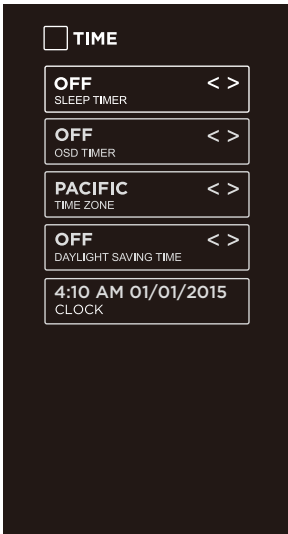 TIME
OFF < >
SLEEP TIMER
OFF < >
OSD TIMER
PACIFIC < >
TIME ZONE
OFF < >
DAYLIGHT SAVING TIME
4:10 AM 01/01/2015
CLOCK